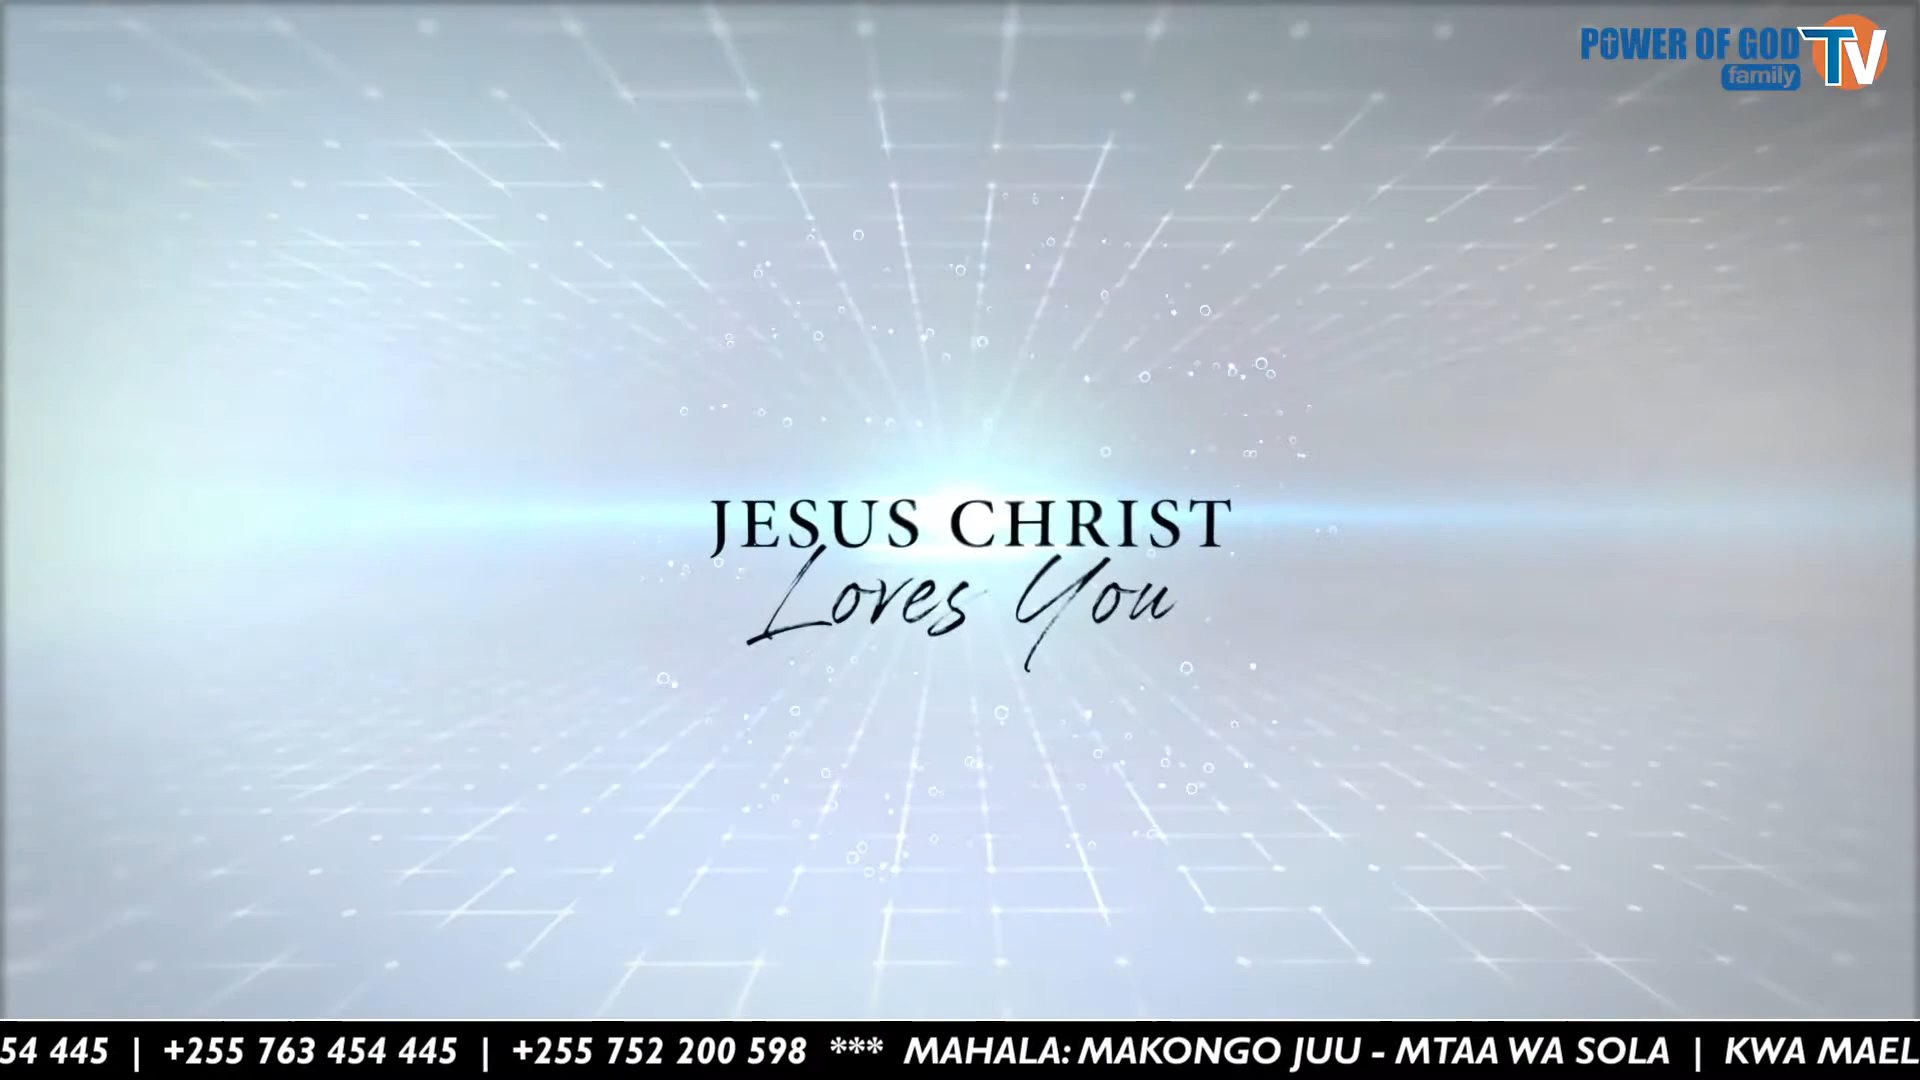 POWER OF GOD TV
family
JESUS CHRIST
Loves You
54 445 | +255 763 454 445 | +255 752 200 598 *** MAHALA: MAKONGO JUU - MTAA WA SOLA | KWA MAEL